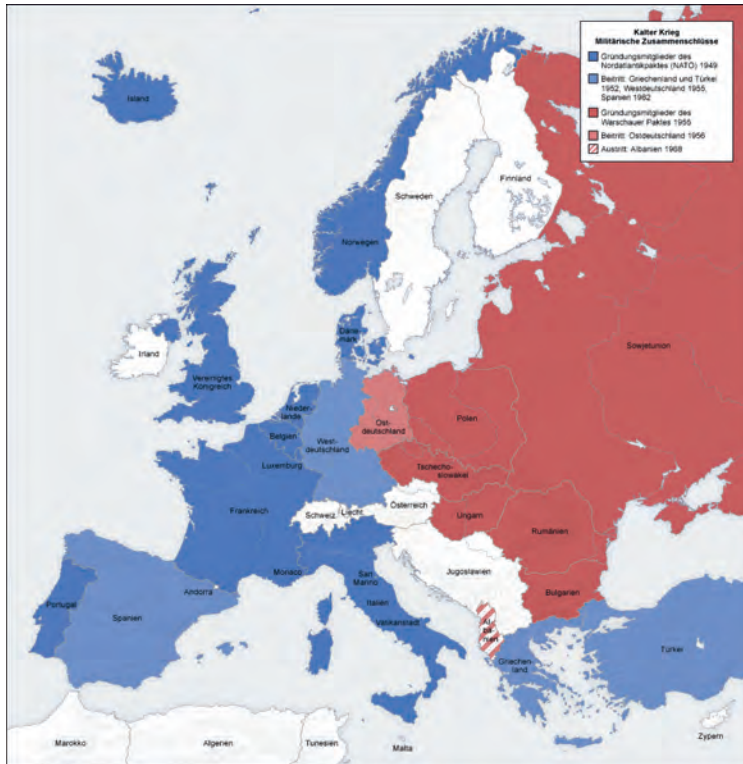 Kalter Krieg
Militärische Zusammenschlüsse
Gründungsmitglieder des
Nordatlantikpaktes (NATO) 1949
Beitritt: Griechenland und Türkei
1952, Westdeutschland 1955,
Spanien 1982
Gründungsmitglieder des
Warschauer Paktes 1955
Beitritt: Ostdeutschland 1956
Austritt: Albanien 1968
Island
Finnland
Schweden
Norwegen
Sowjetunion
Däne-
mark
Irland
Vereinigtes
Königreich
Nieder-
lande
Polen
Ost-
deutschland
Belgien
West-
deutschland
Luxemburg
Tschecho-
slowakei
Frankreich
Schweiz
Liecht.
Österreich
Ungarn
Rumänien
Jugoslawien
Monaco
San
Marino
Bulgarien
Andorra
Portugal
Spanien
Italien
Vatikanstadt
Al-
ba-
nien
Griechen-
land
Türkei
Marokko
Algerien
Tunesien
Malta
Zypern